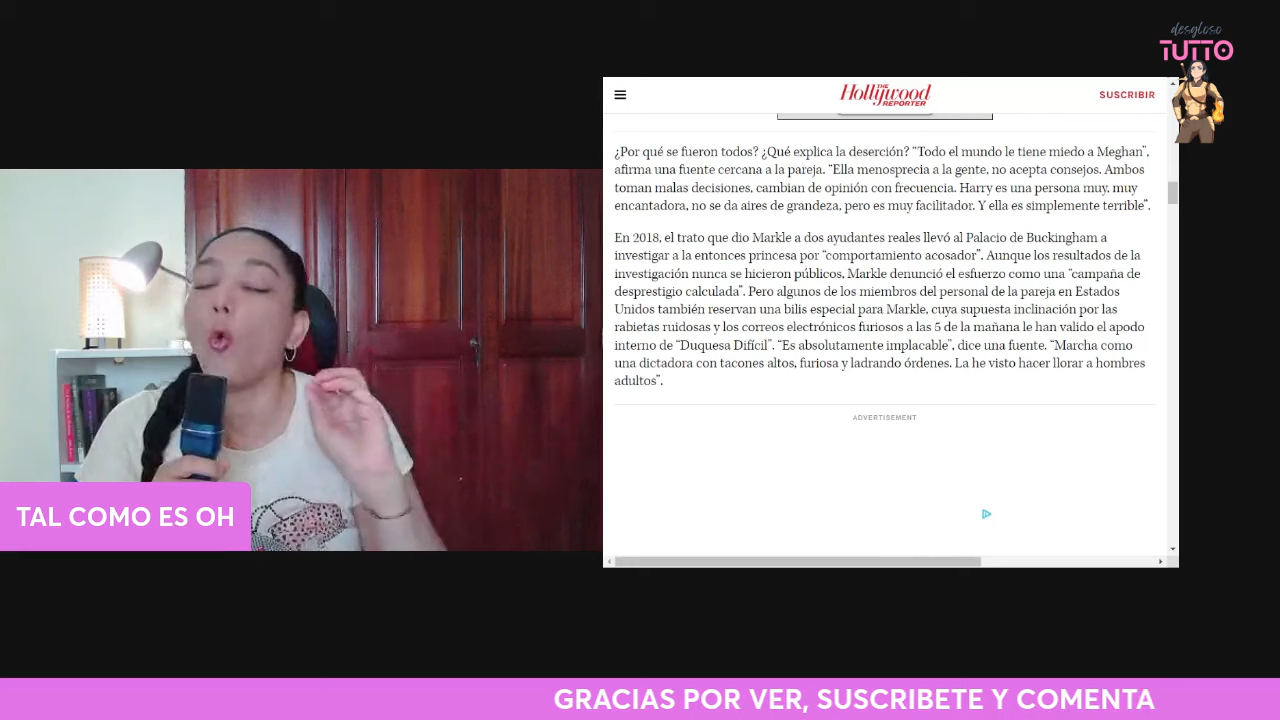 desgloso
TUTTO
THE
Hollywood
REPORTER
SUSCRIBIR
¿Por qué se fueron todos? ¿Qué explica la deserción? "Todo el mundo le tiene miedo a Meghan",
afirma una fuente cercana a la pareja. "Ella menosprecia a la gente, no acepta consejos. Ambos
toman malas decisiones, cambian de opinión con frecuencia. Harry es una persona muy, muy
encantadora, no se da aires de grandeza, pero es muy facilitador. Y ella es simplemente terrible".
En 2018, el trato que dio Markle a dos ayudantes reales llevó al Palacio de Buckingham a
investigar a la entonces princesa por "comportamiento acosador". Aunque los resultados de la
investigación nunca se hicieron públicos, Markle denunció el esfuerzo como una "campaña de
desprestigio calculada". Pero algunos de los miembros del personal de la pareja en Estados
Unidos también reservan una bilis especial para Markle, cuya supuesta inclinación por las
rabietas ruidosas y los correos electrónicos furiosos a las 5 de la mañana le han valido el apodo
interno de "Duquesa Difícil". "Es absolutamente implacable", dice una fuente. "Marcha como
una dictadora con tacones altos, furiosa y ladrando órdenes. La he visto hacer llorar a hombres
adultos".
ADVERTISEMENT
TAL COMO ES OH
GRACIAS POR VER, SUSCRIBETE Y COMENTA